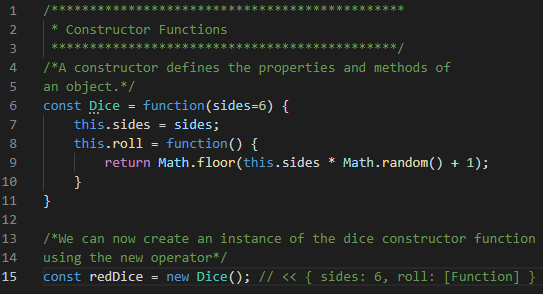 1 /**********************************************
2 * Constructor Functions
3 *********************************************/
4 /*A constructor defines the properties and methods of
5 an object.*/
6 const Dice = function(sides=6) {
7 this.sides = sides;
8 this.roll = function() {
9 return Math.floor(this.sides * Math.random() + 1);
10 }
11 }
12
13 /*We can now create an instance of the dice constructor function
14 using the new operator*/
15 const redDice = new Dice(); // << { sides: 6, roll: [Function] }